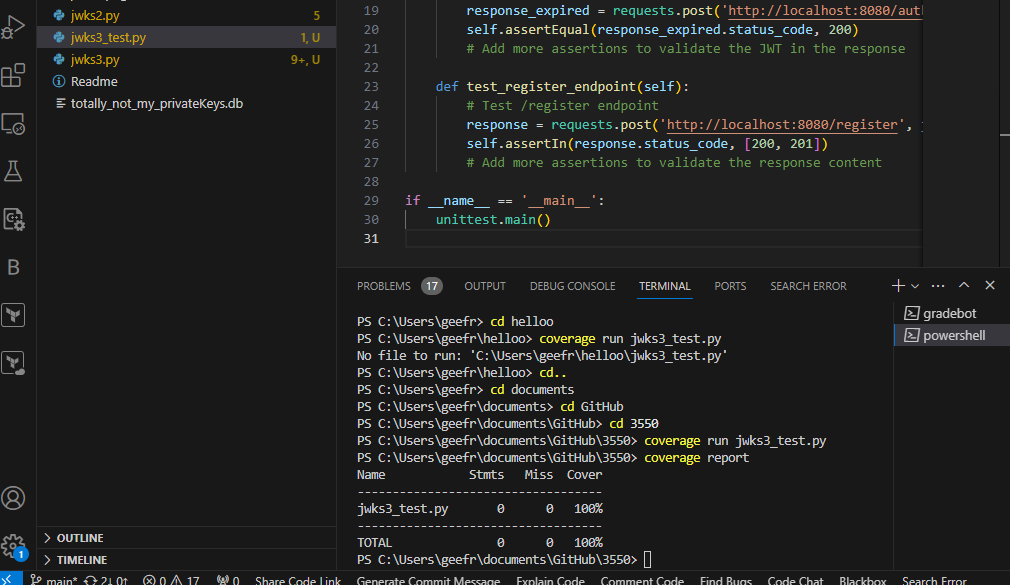 jwks2.py 5
jwks3_test.py 1, U
jwks3.py 9+, U
Readme
totally_not_my_privateKeys.db
B
1
OUTLINE
TIMELINE
19 response_expired = requests.post('http://localhost:8080/aut
20 self.assertEqual(response_expired.status_code, 200)
21 # Add more assertions to validate the JWT in the response
22
23 def test_register_endpoint(self):
24 # Test /register endpoint
25 response = requests.post('http://localhost:8080/register',
26 self.assertIn(response.status_code, [200, 201])
27 # Add more assertions to validate the response content
28
29 if __name__ == '__main__':
30 unittest.main()
31
PROBLEMS 17 OUTPUT DEBUG CONSOLE TERMINAL PORTS SEARCH ERROR
PS C:\Users\geefr> cd helloo
PS C:\Users\geefr\helloo> coverage run jwks3_test.py
No file to run: 'C:\Users\geefr\helloo\jwks3_test.py'
PS C:\Users\geefr\helloo> cd..
PS C:\Users\geefr> cd documents
PS C:\Users\geefr\documents> cd GitHub
PS C:\Users\geefr\documents\GitHub> cd 3550
PS C:\Users\geefr\documents\GitHub\3550> coverage run jwks3_test.py
PS C:\Users\geefr\documents\GitHub\3550> coverage report
Name Stmts Miss Cover
-----------------------------------
jwks3_test.py 0 0 100%
-----------------------------------
TOTAL 0 0 100%
PS C:\Users\geefr\documents\GitHub\3550>
gradebot
powershell
main* 2↓ 0↑ 0 17 0 Share Code Link Generate Commit Message Explain Code Comment Code Find Bugs Code Chat Blackbox Search Error